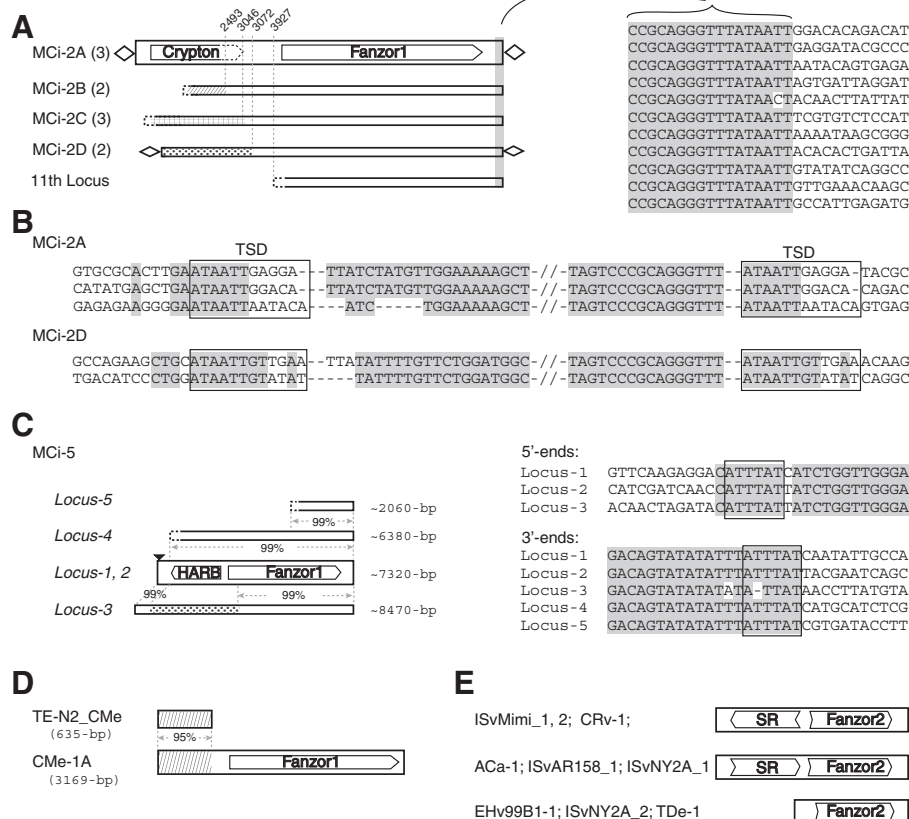 A
2493
3046
3072
3927
MCi-2A (3)
Crypton
Fanzor1
MCi-2B (2)
MCi-2C (3)
MCi-2D (2)
11th Locus
CCGCAGGGTTTATAATTGGACACAGACAT
CCGCAGGGTTTATAATTGAGGATACGCCC
CCGCAGGGTTTATAATTAATACAGTGAGA
CCGCAGGGTTTATAATTAGTGATTAGGAT
CCGCAGGGTTTATAACTACAACTTATTAT
CCGCAGGGTTTATAATTTCGTGTCTCCAT
CCGCAGGGTTTATAATTAAAATAAGCGGG
CCGCAGGGTTTATAATTACACACTGATTA
CCGCAGGGTTTATAATTGTATATCAGGCC
CCGCAGGGTTTATAATTGTTGAAACAAGC
CCGCAGGGTTTATAATTGCCATTGAGATG
B
MCi-2A
TSD
TSD
GTGCGCACTTGAATAATTGAGGA--TTATCTATGTTGGAAAAAGCT-//-TAGTCCCGCAGGGTTT-ATAATTGAGGA-TACGC
CATATGAGCTGAATAATTGGACA--TTATCTATGTTGGAAAAAGCT-//-TAGTCCCGCAGGGTTT-ATAATTGGACA-CAGAC
GAGAGAAGGGGAATAATTAATACA---ATC-----TGGAAAAAGCT-//-TAGTCCCGCAGGGTTT-ATAATTAATACAGTGAG
MCi-2D
GCCAGAAGCTGCATAATTGTTGAA--TTATATTTTGTTCTGGATGGC-//-TAGTCCCGCAGGGTTT-ATAATTGTTGAAACAAG
TGACATCCCTGGATAATTGTATAT-----TATTTTGTTCTGGATGGC-//-TAGTCCCGCAGGGTTT-ATAATTGTATATCAGGC
C
MCi-5
Locus-5
99%
~2060-bp
Locus-4
99%
~6380-bp
Locus-1, 2
HARB
Fanzor1
~7320-bp
99%
99%
Locus-3
~8470-bp
5'-ends:
Locus-1 GTTCAAGAGGACATTTATCATCTGGTTGGGA
Locus-2 CATCGATCAACCATTTATCATCTGGTTGGGA
Locus-3 ACAACTAGATACATTTATTATCTGGTTGGGA
3'-ends:
Locus-1 GACAGTATATATTTATTTATCAATATTGCCA
Locus-2 GACAGTATATATTTATTTATTACGAATCAGC
Locus-3 GACAGTATATATATA-TTATAACCTTATGTA
Locus-4 GACAGTATATATTTATTTATCATGCATCTCG
Locus-5 GACAGTATATATTTATTTATCGTGATACCTT
D
TE-N2_CMe
(635-bp)
95%
CMe-1A
(3169-bp)
Fanzor1
E
ISvMimi_1, 2; CRv-1;
SR
Fanzor2
ACa-1; ISvAR158_1; ISvNY2A_1
SR
Fanzor2
EHv99B1-1; ISvNY2A_2; TDe-1
Fanzor2